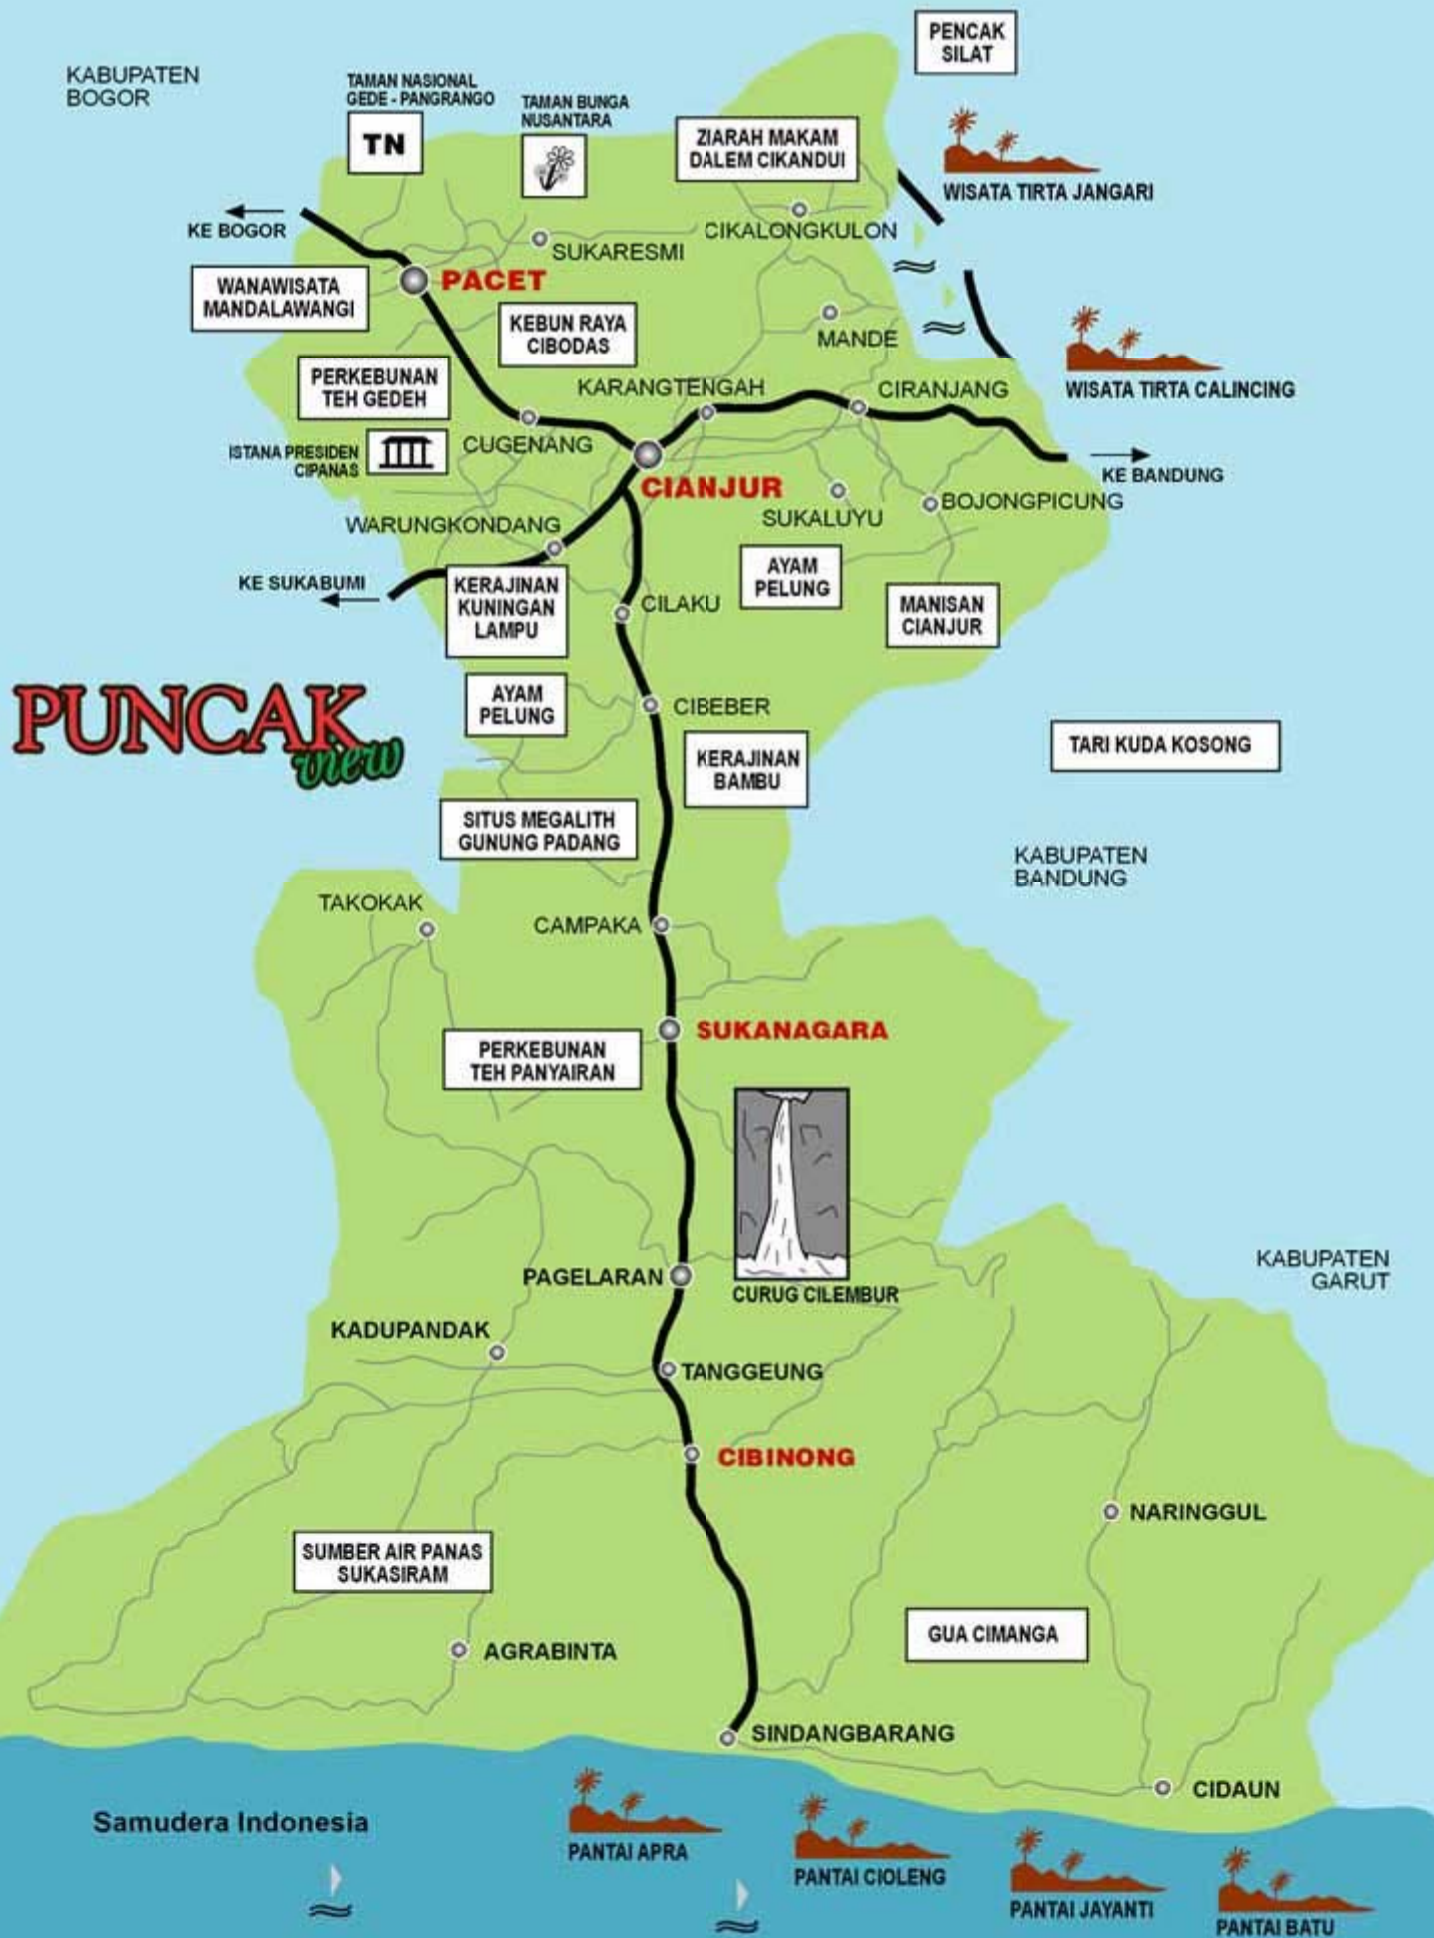 PENCAK
SILAT
KABUPATEN
BOGOR
TAMAN NASIONAL
GEDE - PANGRANGO
TN
TAMAN BUNGA
NUSANTARA
ZIARAH MAKAM
DALEM CIKANDUI
WISATA TIRTA JANGARI
KE BOGOR
CIKALONGKULON
SUKARESMI
PACET
WANAWISATA
MANDALAWANGI
KEBUN RAYA
CIBODAS
MANDE
PERKEBUNAN
TEH GEDEH
KARANGTENGAH
CIRANJANG
WISATA TIRTA CALINCING
ISTANA PRESIDEN
CIPANAS
CUGENANG
KE BANDUNG
CIANJUR
SUKALUYU
BOJONGPICUNG
WARUNGKONDANG
KE SUKABUMI
KERAJINAN
KUNINGAN
LAMPU
AYAM
PELUNG
CILAKU
MANISAN
CIANJUR
PUNCAK
view
AYAM
PELUNG
CIBEBER
KERAJINAN
BAMBU
TARI KUDA KOSONG
SITUS MEGALITH
GUNUNG PADANG
KABUPATEN
BANDUNG
TAKOKAK
CAMPAKA
SUKANAGARA
PERKEBUNAN
TEH PANYAIRAN
PAGELARAN
CURUG CILEMBUR
KABUPATEN
GARUT
KADUPANDAK
TANGGEUNG
CIBINONG
NARINGGUL
SUMBER AIR PANAS
SUKASIRAM
GUA CIMANGA
AGRABINTA
SINDANGBARANG
CIDAUN
Samudera Indonesia
PANTAI APRA
PANTAI CIOLENG
PANTAI JAYANTI
PANTAI BATU